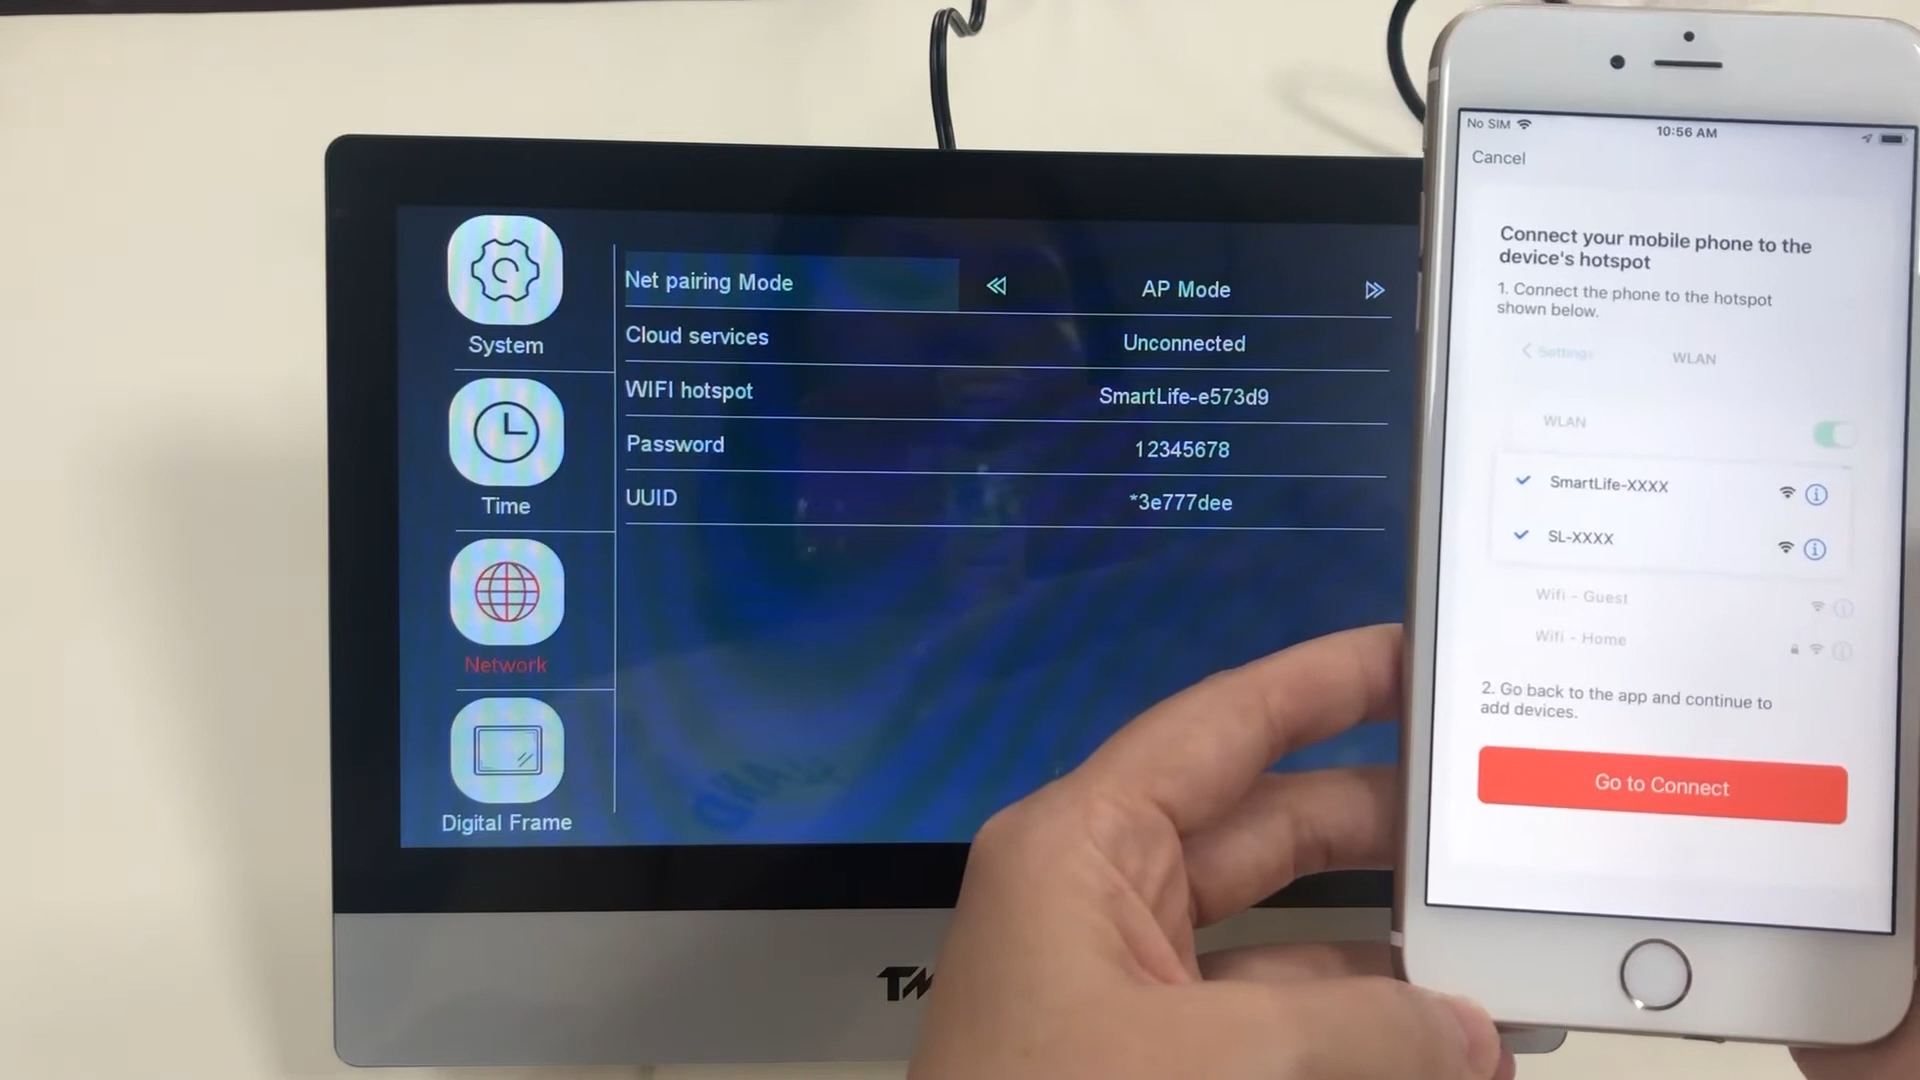 System
Time
Network
Digital Frame
Net pairing Mode AP Mode
Cloud services Unconnected
WIFI hotspot SmartLife-e573d9
Password 12345678
UUID *3e777dee
No SIM 10:56 AM
Cancel
Connect your mobile phone to the
device's hotspot
1. Connect the phone to the hotspot
shown below.
Settings WLAN
WLAN
SmartLife-XXXX
SL-XXXX
Wifi - Guest
Wifi - Home
2. Go back to the app and continue to
add devices.
Go to Connect